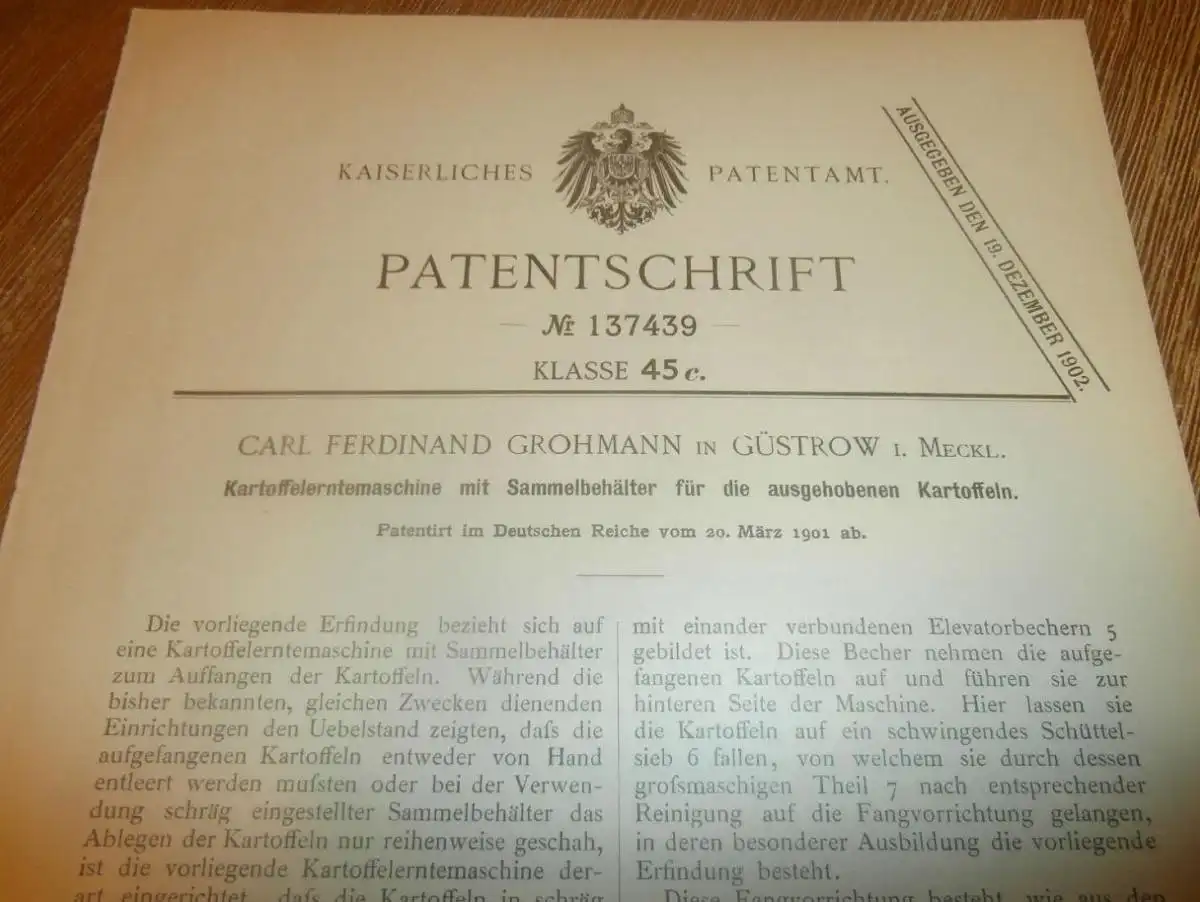 KAISERLICHES PATENTAMT.
AUSGEGEBEN DEN 19. DEZEMBER 1902.
PATENTSCHRIFT
— № 137439 —
KLASSE 45 c.
CARL FERDINAND GROHMANN IN GÜSTROW I. MECKL.
Kartoffelerntemaschine mit Sammelbehälter für die ausgehobenen Kartoffeln.
Patentirt im Deutschen Reiche vom 20. März 1901 ab.
Die vorliegende Erfindung bezieht sich auf
eine Kartoffelerntemaschine mit Sammelbehälter
zum Auffangen der Kartoffeln. Während die
bisher bekannten, gleichen Zwecken dienenden
Einrichtungen den Uebelstand zeigten, daſs die
aufgefangenen Kartoffeln entweder von Hand
entleert werden muſsten oder bei der Verwen-
dung schräg eingestellter Sammelbehälter das
Ablegen der Kartoffeln nur reihenweise geschah,
ist die vorliegende Kartoffelerntemaschine der-
art eingerichtet, daſs die Kartoffeln in schräg
mit einander verbundenen Elevatorbechern 5
gebildet ist. Diese Becher nehmen die aufge-
fangenen Kartoffeln auf und führen sie zur
hinteren Seite der Maschine. Hier lassen sie
die Kartoffeln auf ein schwingendes Schüttel-
sieb 6 fallen, von welchem sie durch dessen
groſsmaschigen Theil 7 nach entsprechender
Reinigung auf die Fangvorrichtung gelangen,
in deren besonderer Ausbildung die vorliegende
Erfindung besteht.
Diese Fangvorrichtung besteht, wie aus den